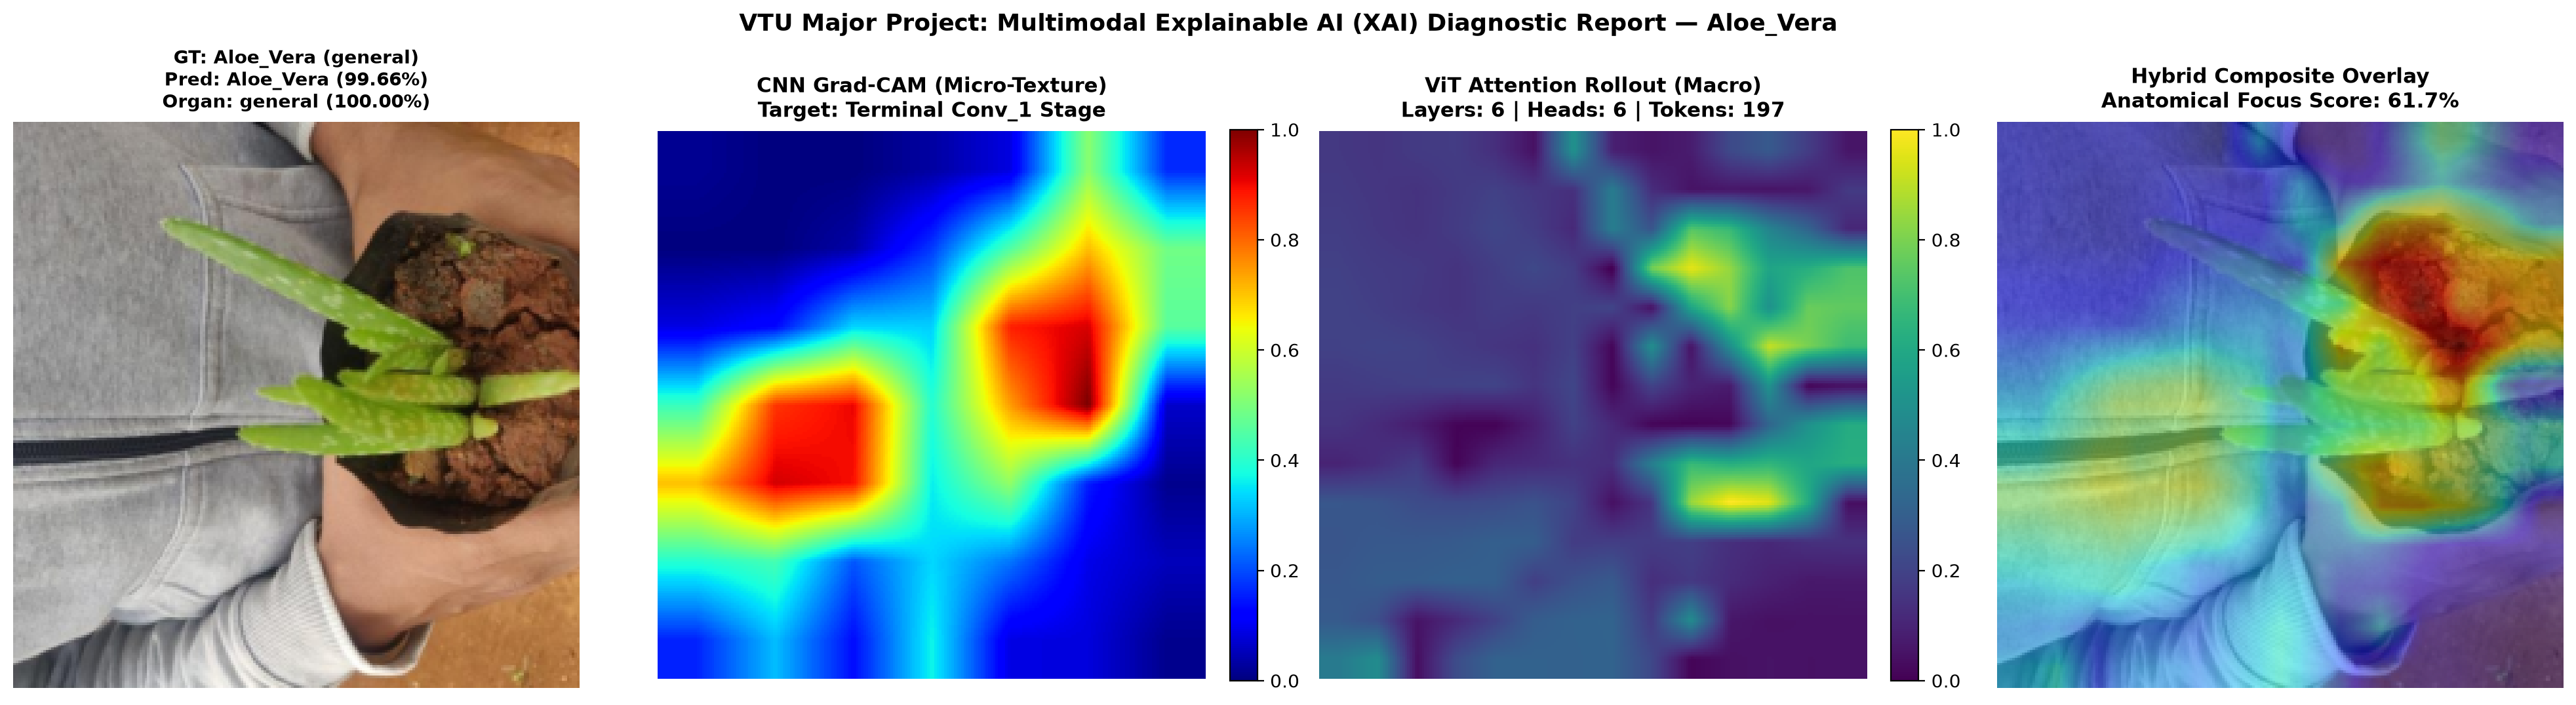 VTU Major Project: Multimodal Explainable AI (XAI) Diagnostic Report — Aloe_Vera
GT: Aloe_Vera (general)
Pred: Aloe_Vera (99.66%)
Organ: general (100.00%)
CNN Grad-CAM (Micro-Texture)
Target: Terminal Conv_1 Stage
1.0
0.8
0.6
0.4
0.2
0.0
ViT Attention Rollout (Macro)
Layers: 6 | Heads: 6 | Tokens: 197
1.0
0.8
0.6
0.4
0.2
0.0
Hybrid Composite Overlay
Anatomical Focus Score: 61.7%